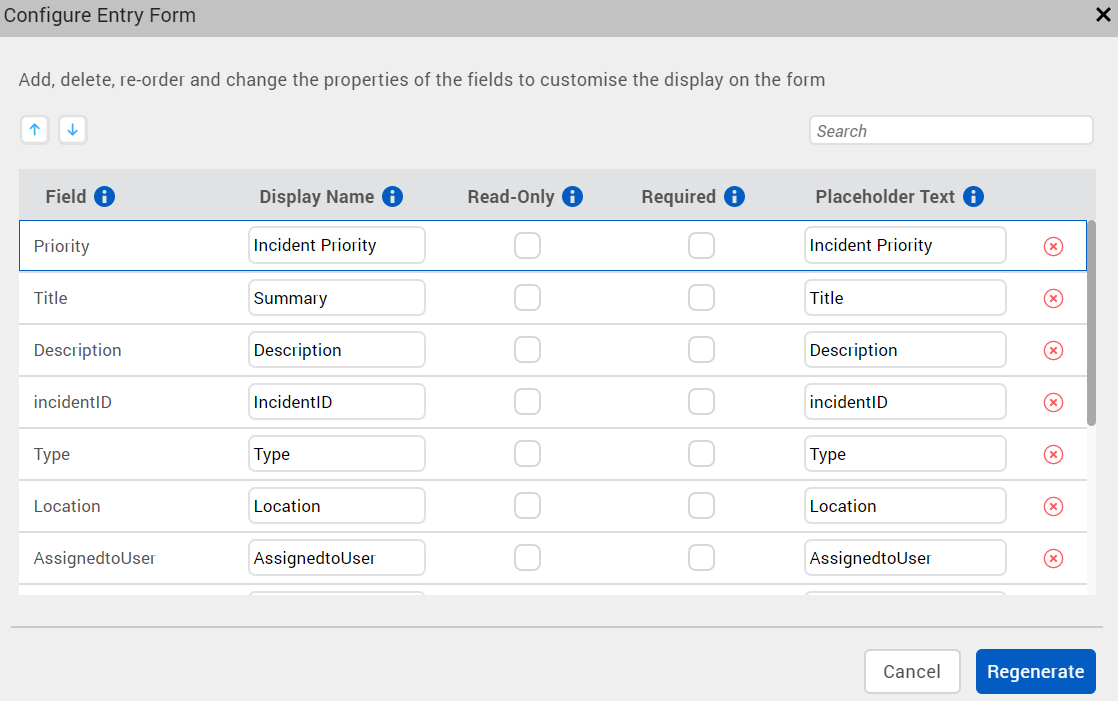 Configure Entry Form
Add, delete, re-order and change the properties of the fields to customise the display on the form
Search
Field Display Name Read-Only Required Placeholder Text
Priority Incident Priority Incident Priority
Title Summary Title
Description Description Description
incidentID IncidentID incidentID
Type Type Type
Location Location Location
AssignedtoUser AssignedtoUser AssignedtoUser
Cancel Regenerate